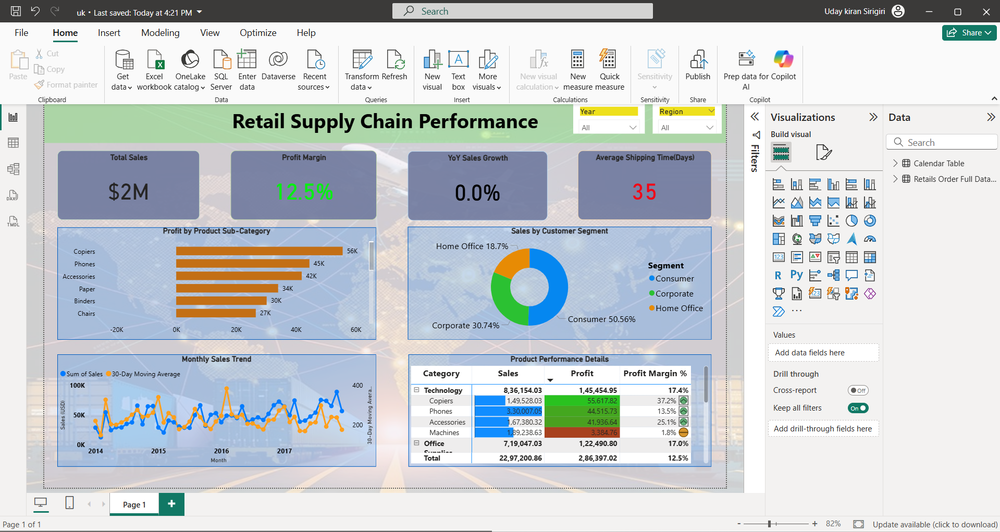 uk • Last saved: Today at 4:21 PM
Search
Uday kiran Sirigiri
File
Home
Insert
Modeling
View
Optimize
Help
Share
Paste
Cut
Copy
Format painter
Clipboard
Get data
Excel workbook
OneLake catalog
SQL Server
Enter data
Dataverse
Recent sources
Data
Transform data
Refresh
Queries
New visual
Text box
More visuals
Insert
New visual calculation
New measure
Quick measure
Calculations
Sensitivity
Sensitivity
Publish
Share
Prep data for AI
Copilot
Copilot
DAX
TMDL
Retail Supply Chain Performance
Year
All
Region
All
Total Sales
$2M
Profit Margin
12.5%
YoY Sales Growth
0.0%
Average Shipping Time(Days)
35
Profit by Product Sub-Category
Copiers 56K
Phones 45K
Accessories 42K
Paper 34K
Binders 30K
Chairs 27K
-20K 0K 20K 40K 60K
Sales by Customer Segment
Home Office 18.7%
Corporate 30.74%
Consumer 50.56%
Segment
Consumer
Corporate
Home Office
Monthly Sales Trend
Sum of Sales 30-Day Moving Average
100K
50K
0K
Sales (USD)
400
200
30-Day Moving Avera...
2014 2015 2016 2017
Month
Product Performance Details
Category Sales Profit Profit Margin %
Technology 8,36,154.03 1,45,454.95 17.4%
Copiers 1,49,528.03 55,617.82 37.2%
Phones 3,30,007.05 44,515.73 13.5%
Accessories 1,67,380.32 41,936.64 25.1%
Machines 1,89,238.63 3,384.76 1.8%
Office Supplies 7,19,047.03 1,22,490.80 17.0%
Total 22,97,200.86 2,86,397.02 12.5%
Filters
Visualizations
Build visual
123
R
Py
123
Values
Add data fields here
Drill through
Cross-report
Off
Keep all filters
On
Add drill-through fields here
Data
Search
Calendar Table
Retails Order Full Data...
Page 1
Page 1 of 1
- + 82%
Update available (click to download)